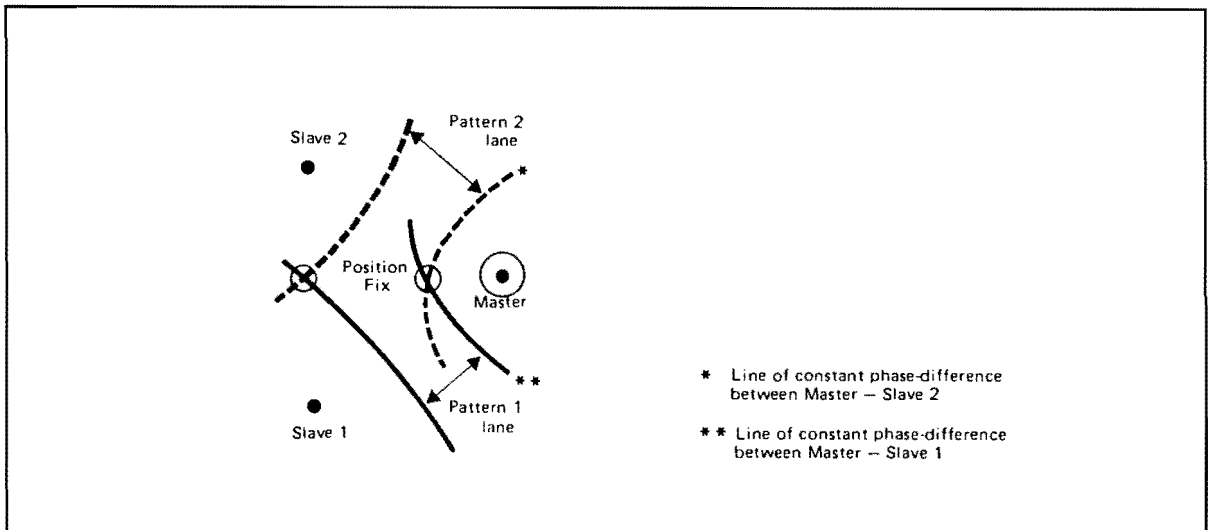 Slave 2
Pattern 2
lane
*
Position
Fix
Master
**
Pattern 1
lane
Slave 1
* Line of constant phase-difference
between Master – Slave 2
** Line of constant phase-difference
between Master – Slave 1